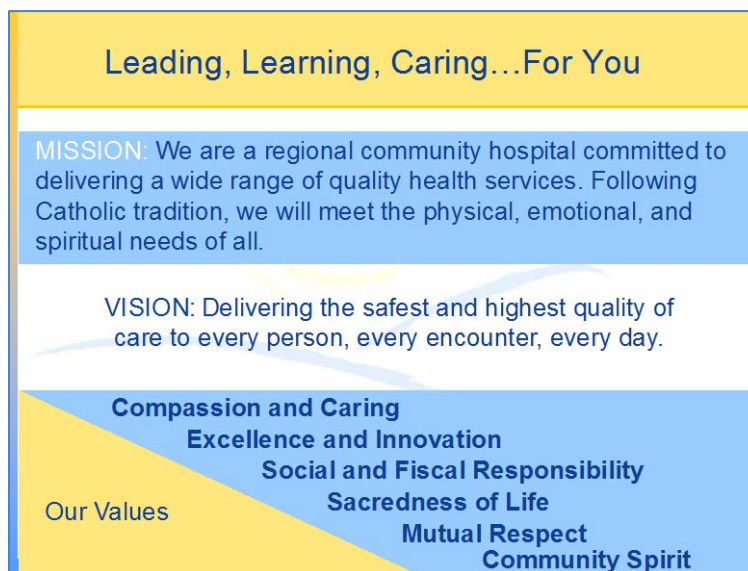 Leading, Learning, Caring...For You
MISSION: We are a regional community hospital committed to
delivering a wide range of quality health services. Following
Catholic tradition, we will meet the physical, emotional, and
spiritual needs of all.
VISION: Delivering the safest and highest quality of
care to every person, every encounter, every day.
Compassion and Caring
Excellence and Innovation
Social and Fiscal Responsibility
Sacredness of Life
Our Values
Mutual Respect
Community Spirit